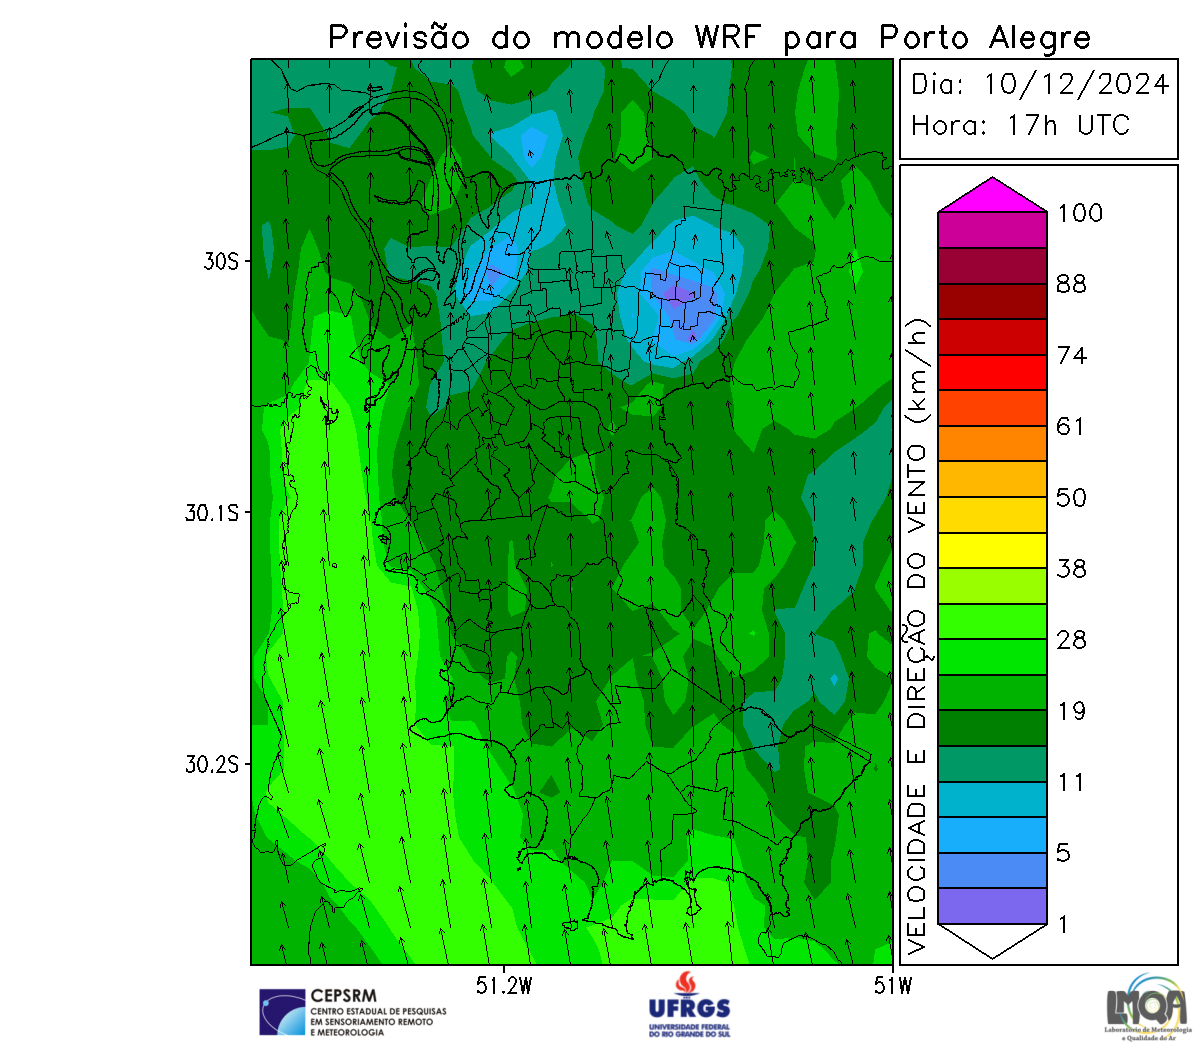 Previsão do modelo WRF para Porto Alegre
Dia: 10/12/2024
Hora: 17h UTC
30S
30.1S
30.2S
51.2W
51W
VELOCIDADE E DIREÇÃO DO VENTO (km/h)
100
88
74
61
50
38
28
19
11
5
1
CEPSRM
CENTRO ESTADUAL DE PESQUISAS
EM SENSORIAMENTO REMOTO
E METEOROLOGIA
UFRGS
UNIVERSIDADE FEDERAL
DO RIO GRANDE DO SUL
LMQA
Laboratório de Meteorologia
e Qualidade do Ar